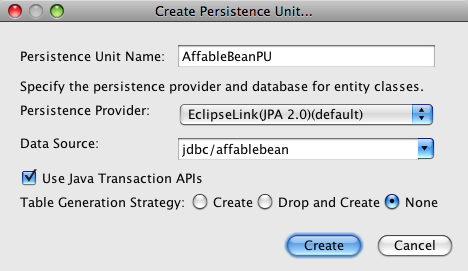 Create Persistence Unit...
Persistence Unit Name: AffableBeanPU
Specify the persistence provider and database for entity classes.
Persistence Provider: EclipseLink(JPA 2.0)(default)
Data Source: jdbc/affablebean
Use Java Transaction APIs
Table Generation Strategy: Create Drop and Create None
Create Cancel